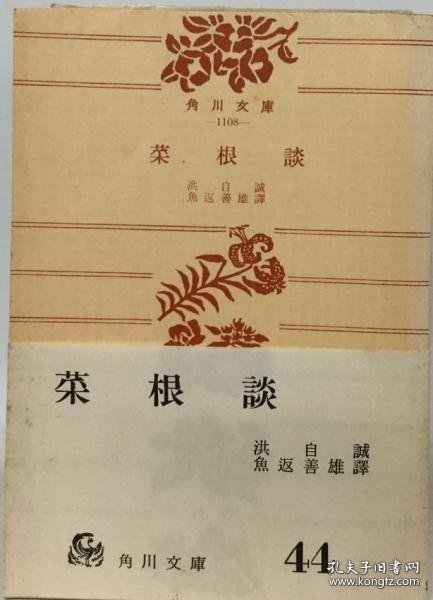 角川文庫
—1108—
菜根談
洪自誠
魚返善雄譯
菜根談
洪自誠
魚返善雄譯
角川文庫
44
孔夫子旧书网
www.kongfz.com